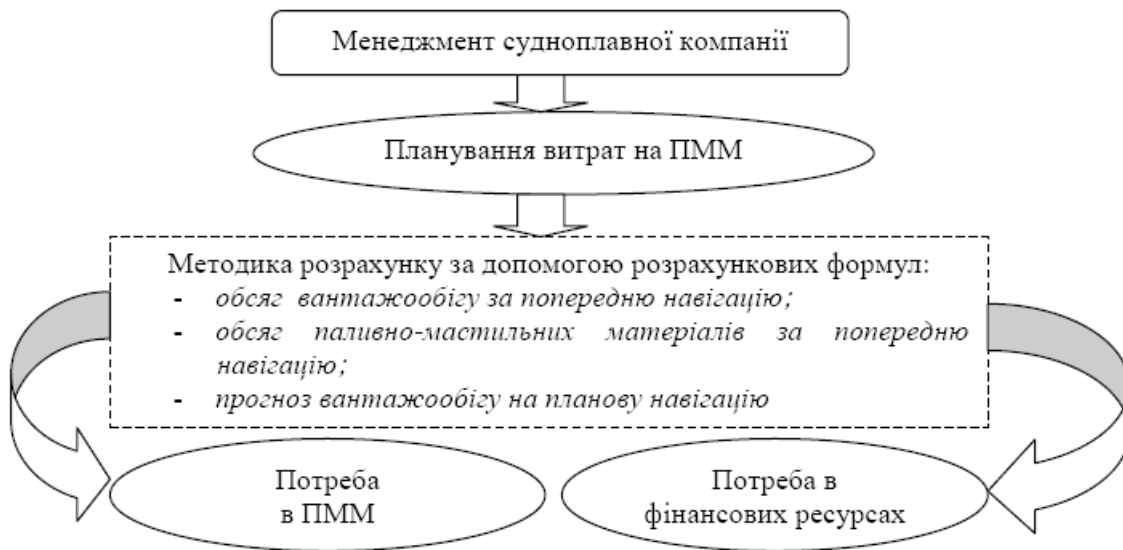 Менеджмент судноплавної компанії
Планування витрат на ПММ
Методика розрахунку за допомогою розрахункових формул:
- обсяг вантажообігу за попередню навігацію;
- обсяг паливно-мастильних матеріалів за попередню
навігацію;
- прогноз вантажообігу на планову навігацію
Потреба
в ПММ
Потреба в
фінансових ресурсах